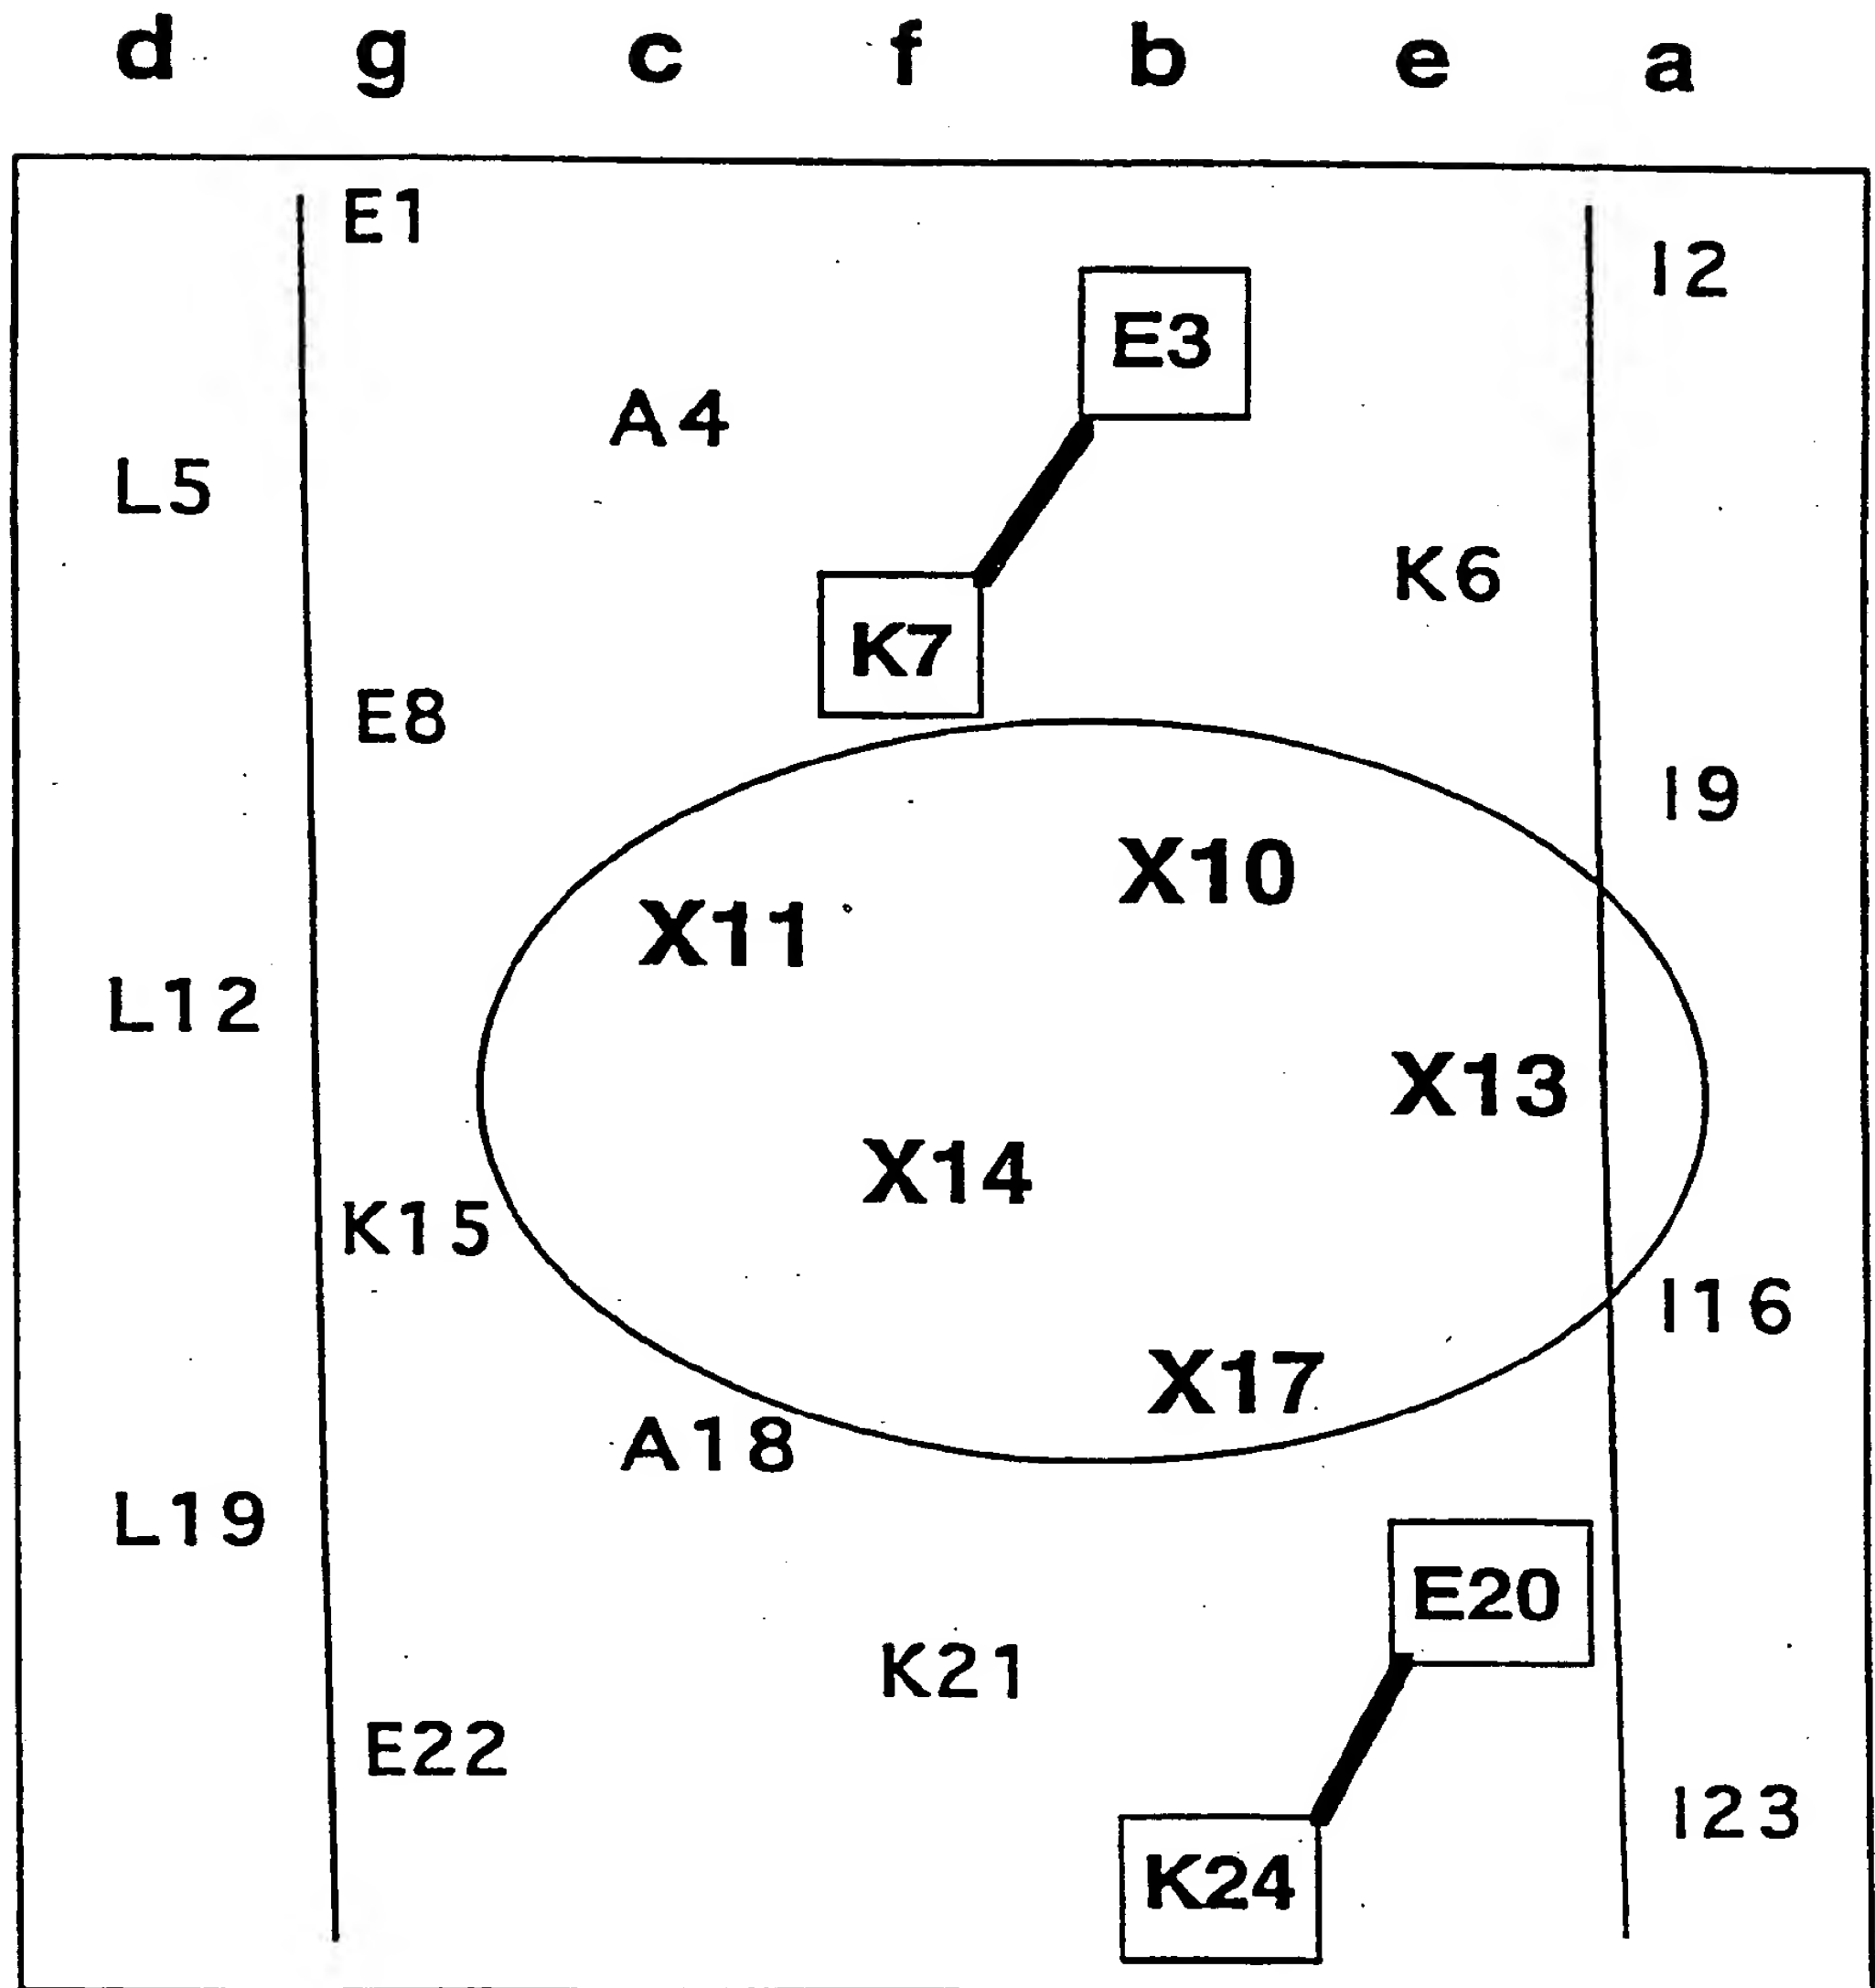 d g c f b e a
E1
I2
E3
A4
L5
K6
K7
E8
I9
X10
X11
L12
X13
X14
K15
I16
X17
A18
L19
E20
K21
E22
I23
K24